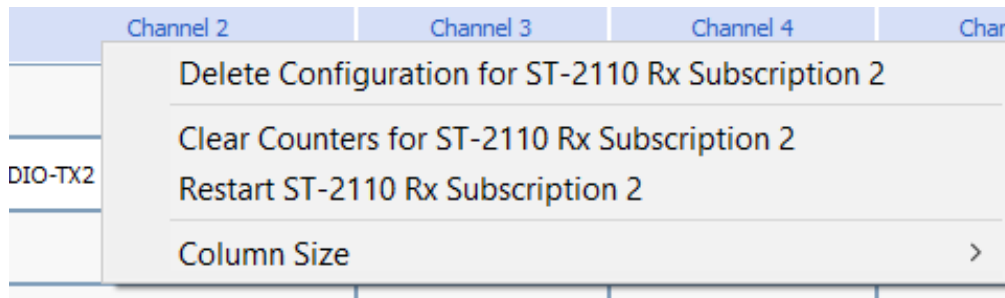 Channel 2 Channel 3 Channel 4 Chan
Delete Configuration for ST-2110 Rx Subscription 2
Clear Counters for ST-2110 Rx Subscription 2
DIO-TX2
Restart ST-2110 Rx Subscription 2
Column Size